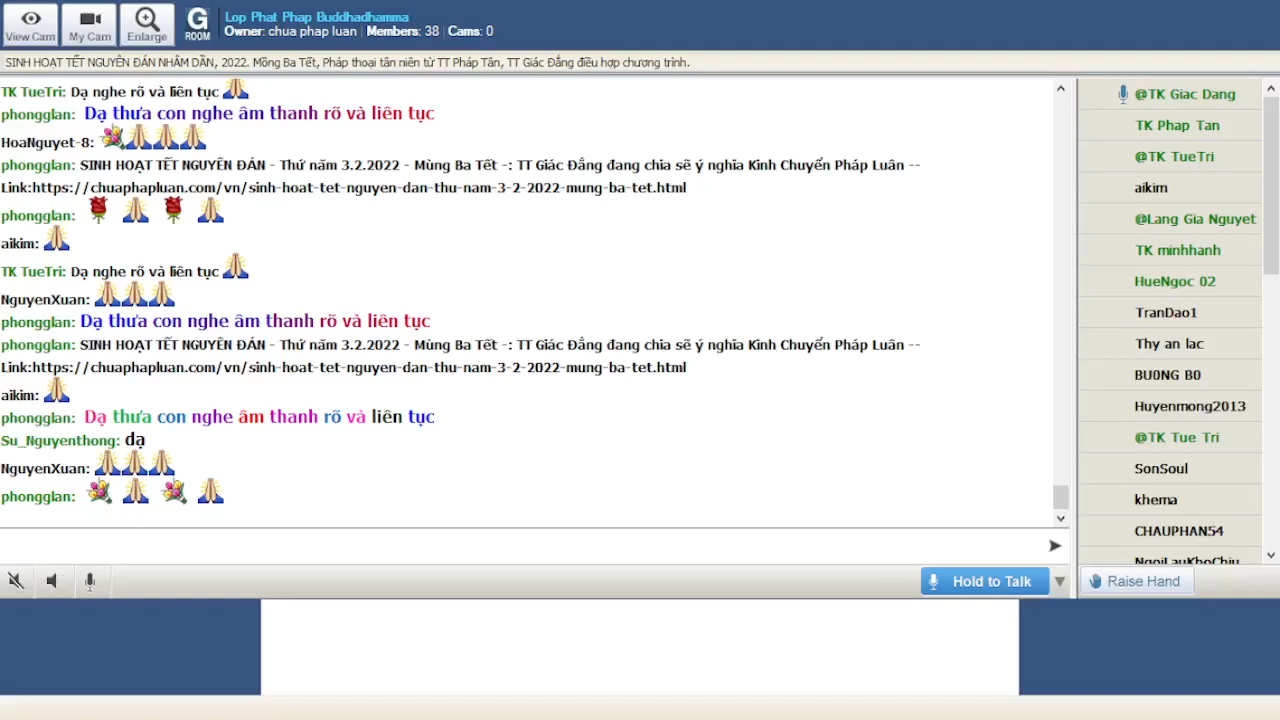 View Cam
My Cam
Enlarge
G
ROOM
Lop Phat Phap Buddhadhamma
Owner: chua phap luan | Members: 38 | Cams: 0
SINH HOẠT TẾT NGUYÊN ĐÁN NHÂM DẦN, 2022. Mồng Ba Tết, Pháp thoại tân niên từ TT Pháp Tân, TT Giác Đẳng điều hợp chương trình.
TK TueTri: Dạ nghe rõ và liên tục
phongglan: Dạ thưa con nghe âm thanh rõ và liên tục
HoaNguyet-8:
phongglan: SINH HOẠT TẾT NGUYÊN ĐÁN - Thứ năm 3.2.2022 - Mùng Ba Tết -: TT Giác Đẳng đang chia sẽ ý nghĩa Kinh Chuyển Pháp Luân --
Link:https://chuaphapluan.com/vn/sinh-hoat-tet-nguyen-dan-thu-nam-3-2-2022-mung-ba-tet.html
phongglan:
aikim:
TK TueTri: Dạ nghe rõ và liên tục
NguyenXuan:
phongglan: Dạ thưa con nghe âm thanh rõ và liên tục
phongglan: SINH HOẠT TẾT NGUYÊN ĐÁN - Thứ năm 3.2.2022 - Mùng Ba Tết -: TT Giác Đẳng đang chia sẽ ý nghĩa Kinh Chuyển Pháp Luân --
Link:https://chuaphapluan.com/vn/sinh-hoat-tet-nguyen-dan-thu-nam-3-2-2022-mung-ba-tet.html
aikim:
phongglan: Dạ thưa con nghe âm thanh rõ và liên tục
Su_Nguyenthong: dạ
NguyenXuan:
phongglan:
@TK Giac Dang
TK Phap Tan
@TK TueTri
aikim
@Lang Gia Nguyet
TK minhhanh
HueNgoc 02
TranDao1
Thy an lac
BU0NG B0
Huyenmong2013
@TK Tue Tri
SonSoul
khema
CHAUPHAN54
NgoiLauKhoChiu
Hold to Talk
Raise Hand